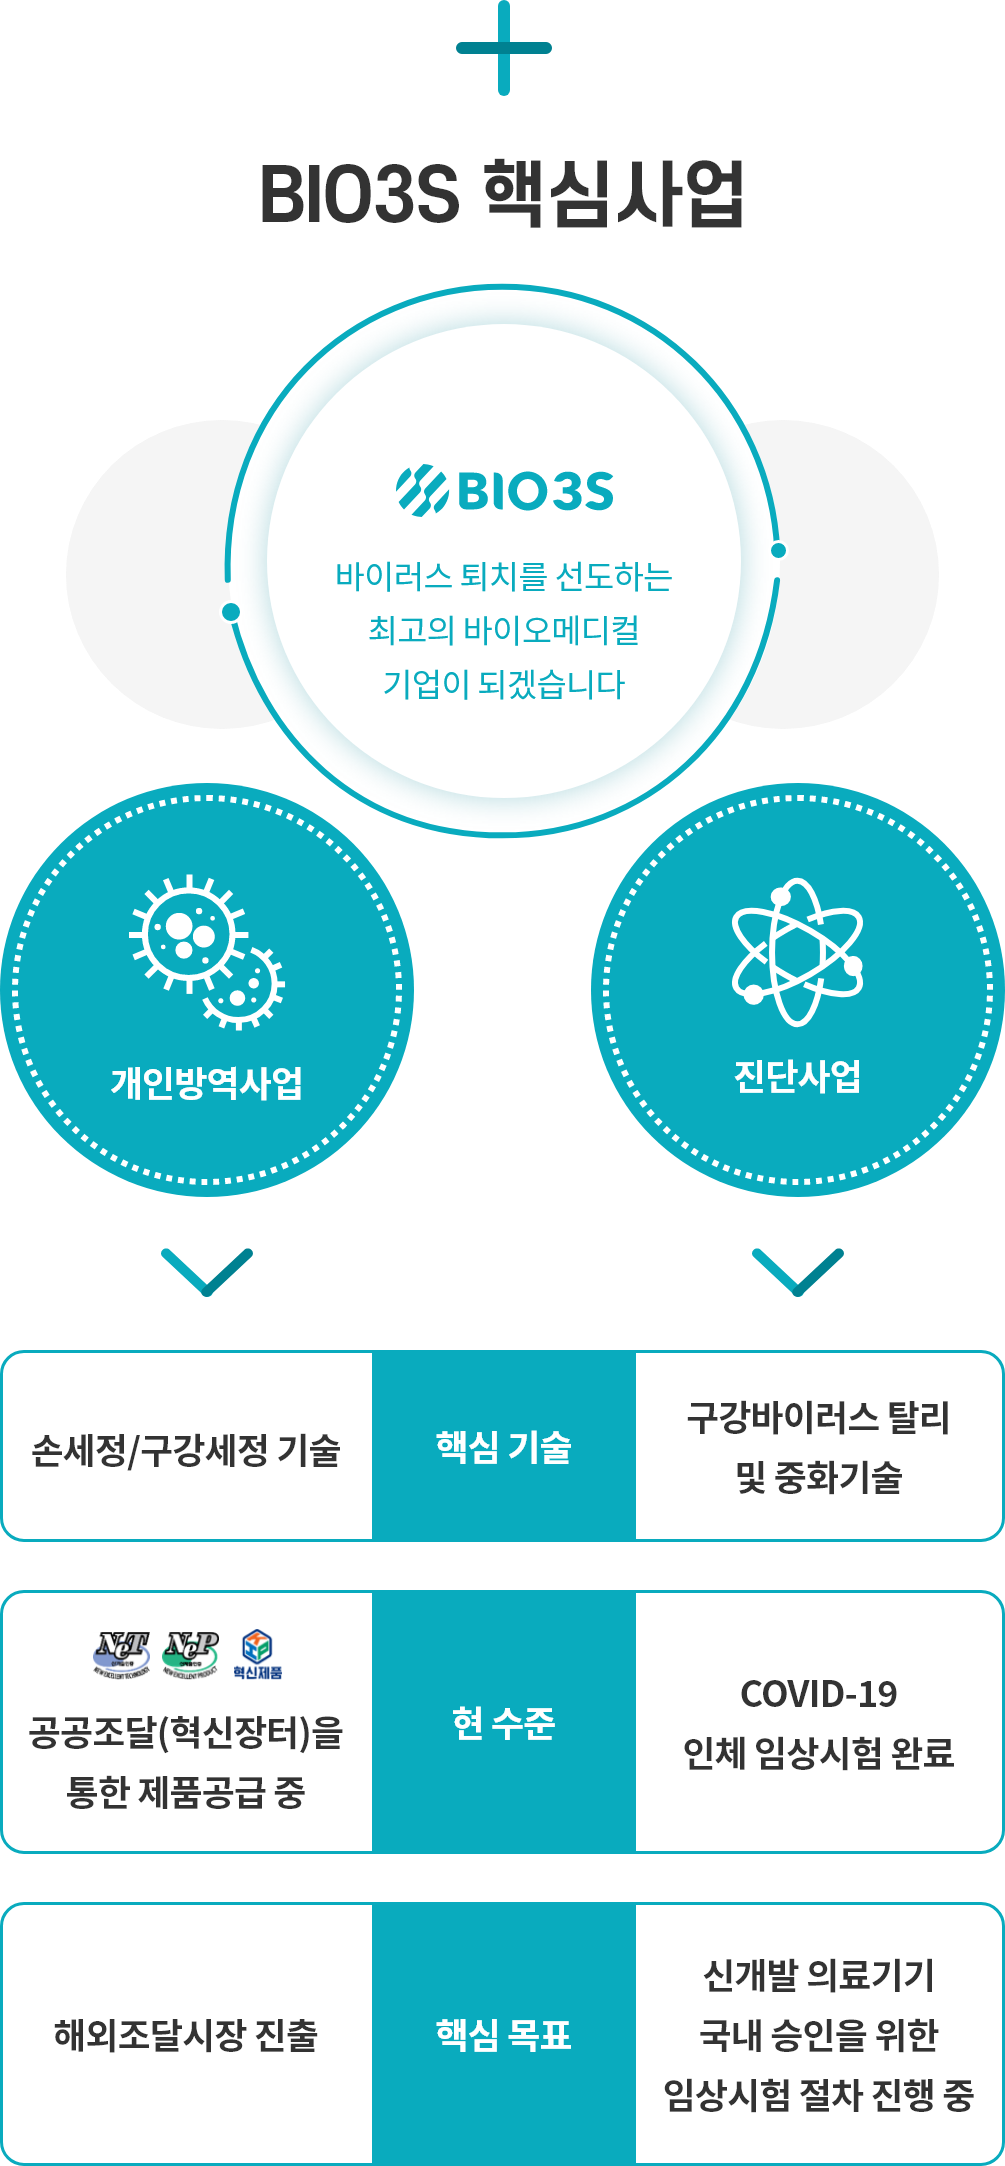 BIO3S 핵심사업
BIO3S
바이러스 퇴치를 선도하는
최고의 바이오메디컬
기업이 되겠습니다
개인방역사업
진단사업
손세정/구강세정 기술
핵심 기술
구강바이러스 탈리
및 중화기술
NeT NeP
NEW EXCELLENT TECHNOLOGY NEW EXCELLENT PRODUCT 혁신제품
공공조달(혁신장터)을
통한 제품공급 중
현 수준
COVID-19
인체 임상시험 완료
해외조달시장 진출
핵심 목표
신개발 의료기기
국내 승인을 위한
임상시험 절차 진행 중